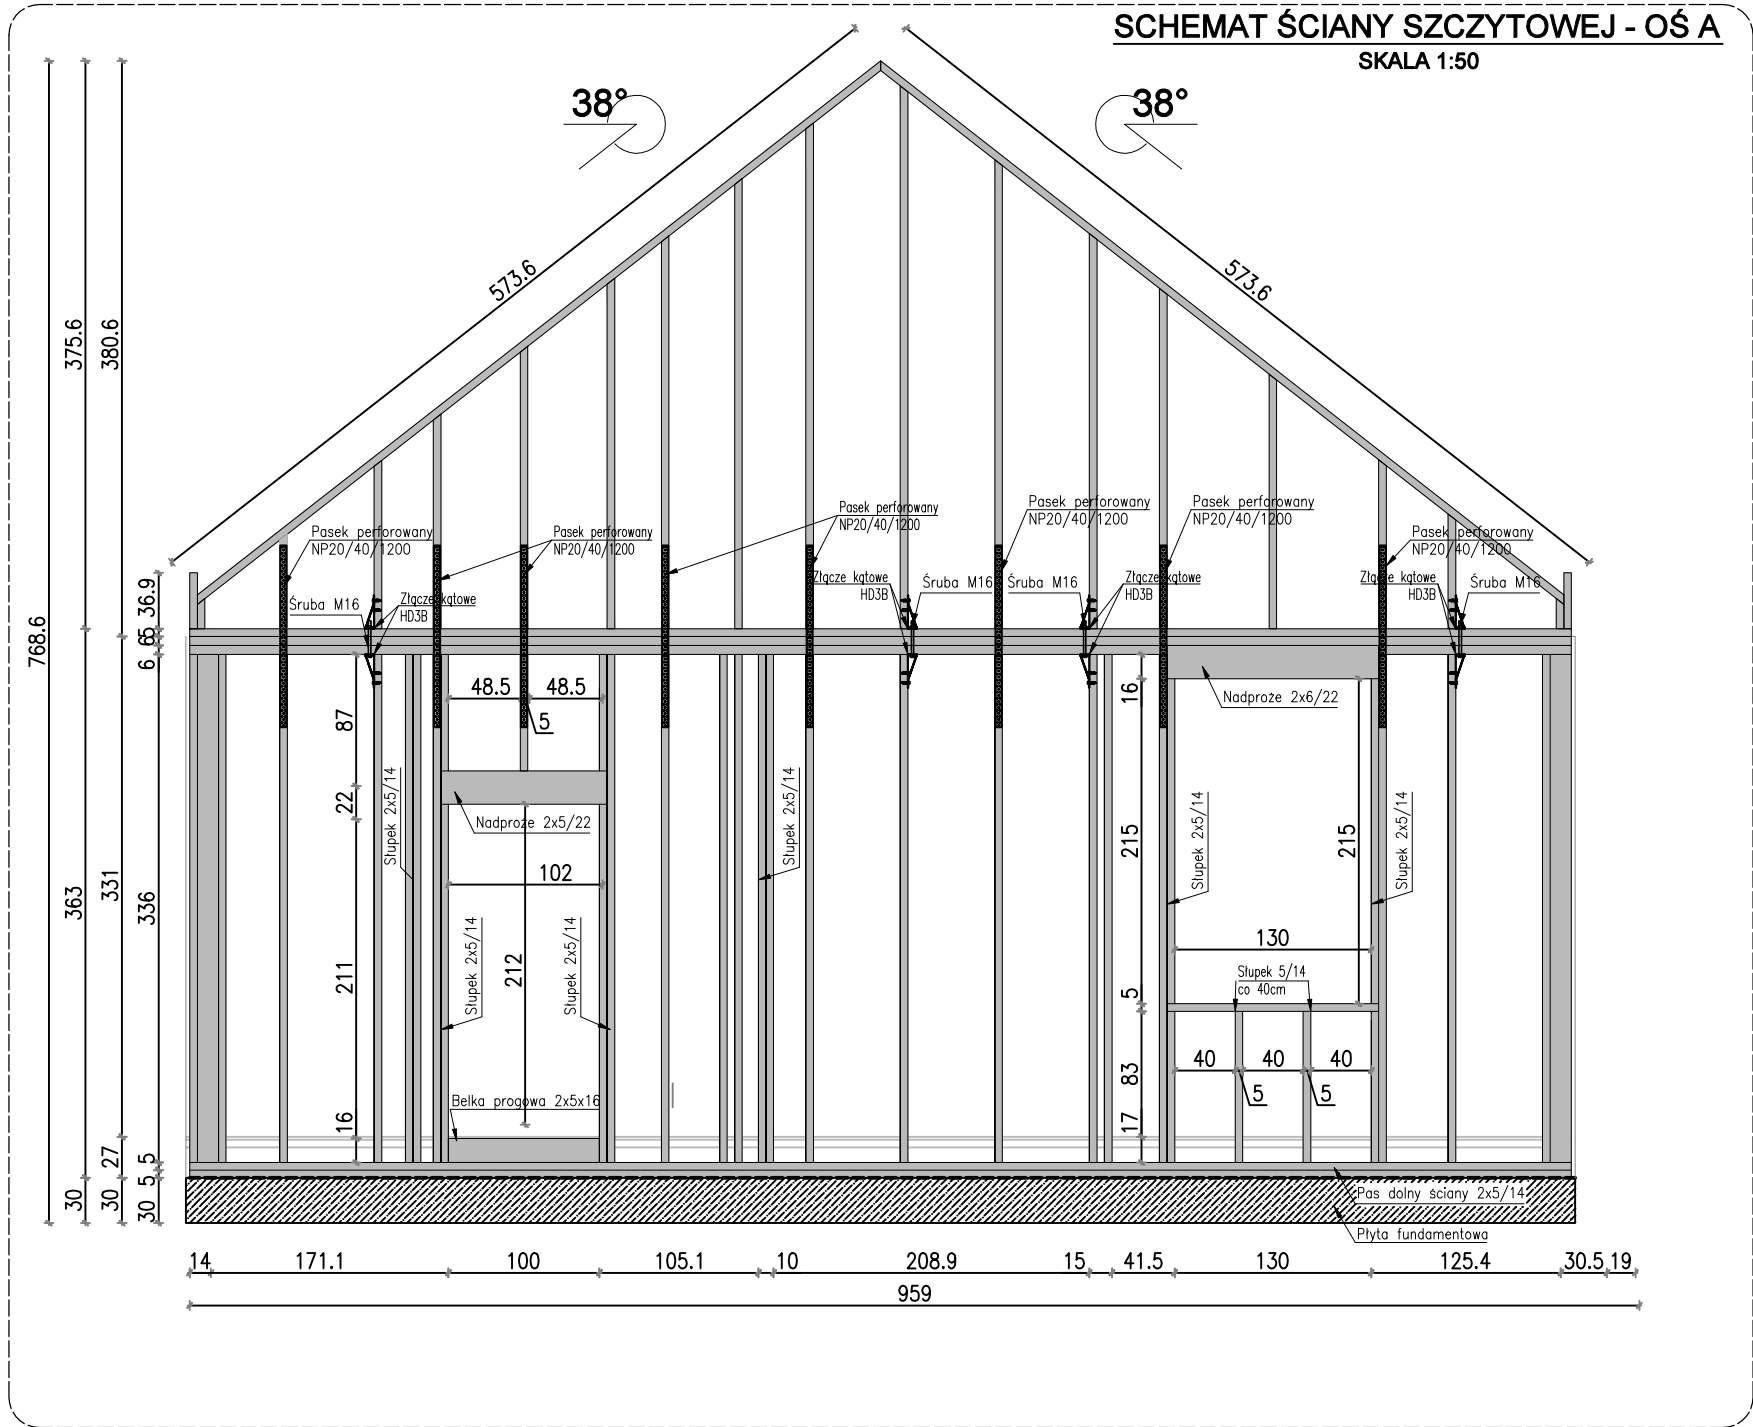 SCHEMAT ŚCIANY SZCZYTOWEJ - OŚ A
SKALA 1:50
38°
38°
573.6
573.6
375.6
380.6
768.6
36.9
6
363
331
336
27
5
5
30
30
30
Pasek perforowany
NP20/40/1200
Pasek perforowany
NP20/40/1200
Pasek perforowany
NP20/40/1200
Pasek perforowany
NP20/40/1200
Pasek perforowany
NP20/40/1200
Pasek perforowany
NP20/40/1200
Śruba M16
Złącze kątowe
HD3B
Złącze kątowe
HD3B
Śruba M16
Śruba M16
Złącze kątowe
HD3B
Złącze kątowe
HD3B
Śruba M16
48.5
48.5
5
87
22
211
16
Nadproże 2x5/22
102
212
Słupek 2x5/14
Słupek 2x5/14
Słupek 2x5/14
Słupek 2x5/14
Belka progowa 2x5x16
16
215
5
83
17
Nadproże 2x6/22
Słupek 2x5/14
215
Słupek 2x5/14
130
Słupek 5/14
co 40cm
40
40
40
5
5
Pas dolny ściany 2x5/14
Płyta fundamentowa
14
171.1
100
105.1
10
208.9
15
41.5
130
125.4
30.5
19
959